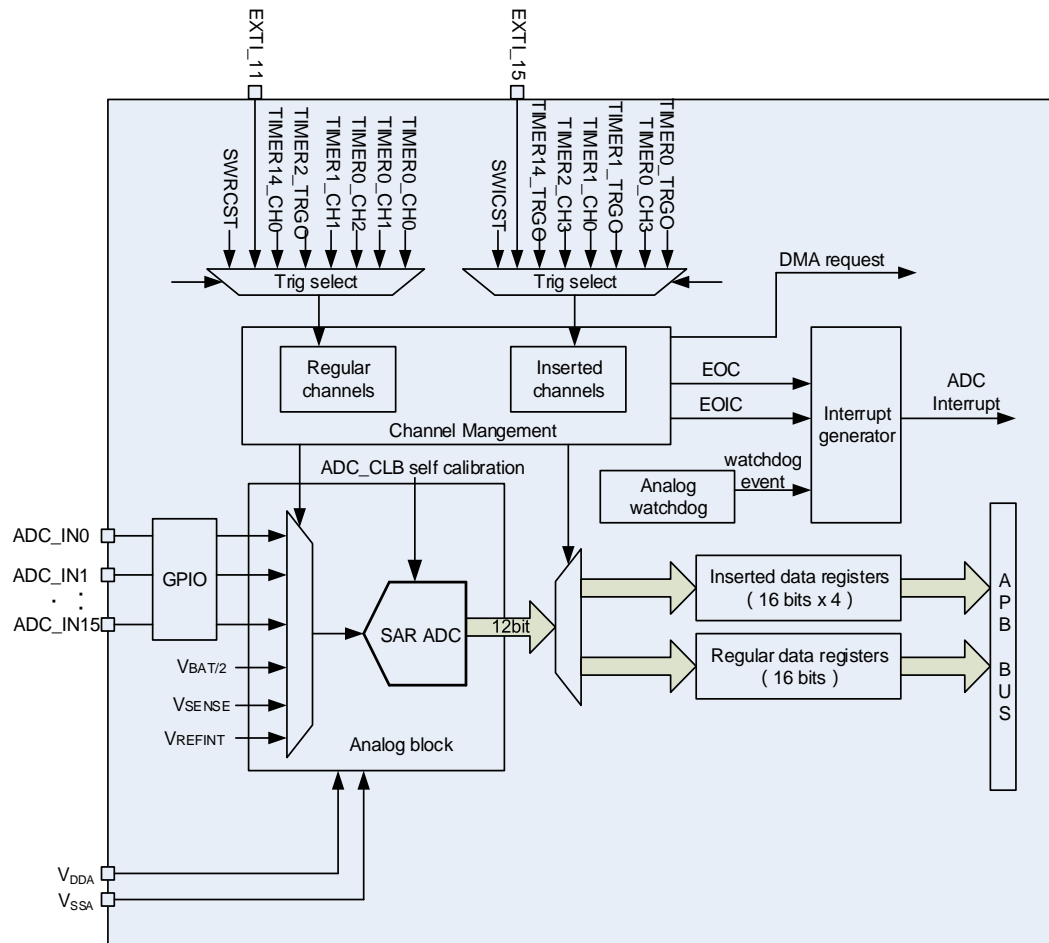 EXTI_11
EXTI_15
SWRCST
TIMER14_CH0
TIMER2_TRGO
TIMER1_CH1
TIMER0_CH2
TIMER0_CH1
TIMER0_CH0
SWICST
TIMER14_TRGO
TIMER2_CH3
TIMER1_CH0
TIMER1_TRGO
TIMER0_CH3
TIMER0_TRGO
Trig select
Trig select
DMA request
Regular
channels
Inserted
channels
Channel Mangement
EOC
EOIC
Interrupt
generator
ADC
Interrupt
ADC_CLB self calibration
Analog
watchdog
watchdog
event
ADC_IN0
ADC_IN1
ADC_IN15
GPIO
SAR ADC
12bit
Inserted data registers
( 16 bits x 4 )
Regular data registers
( 16 bits )
APB BUS
VBAT/2
VSENSE
VREFINT
Analog block
VDDA
VSSA